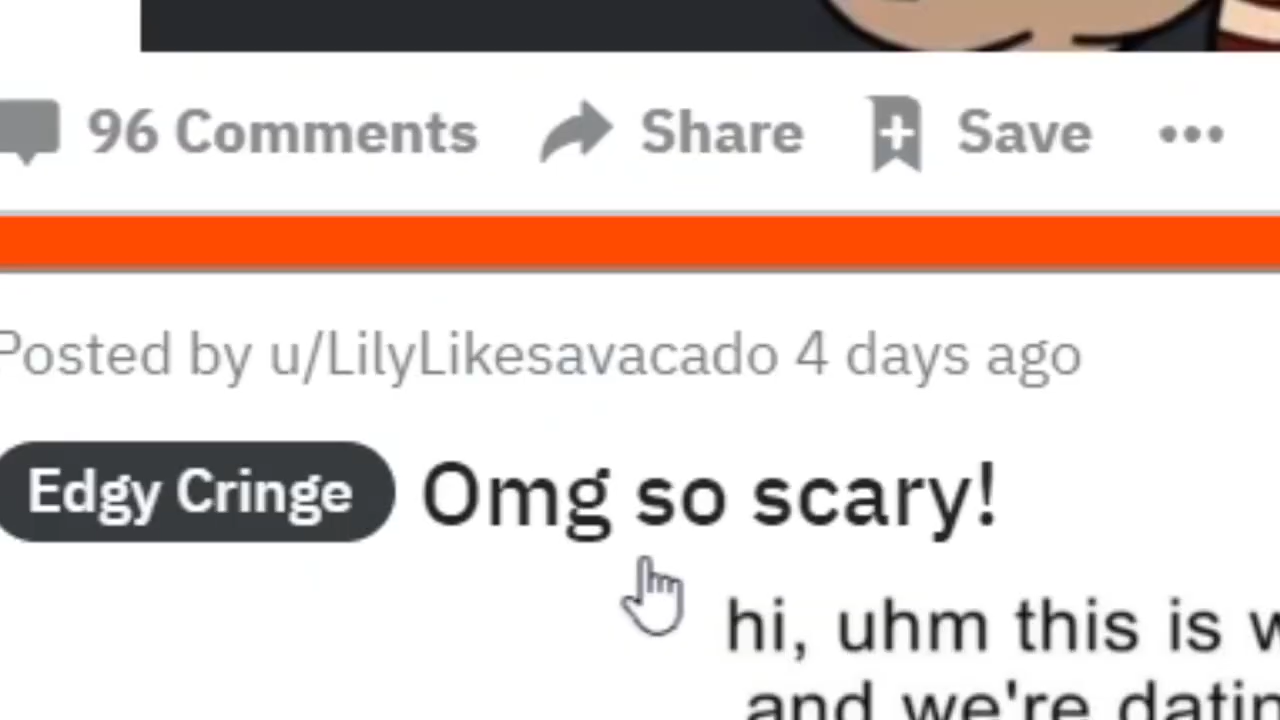 96 Comments Share Save
Posted by u/LilyLikesavacado 4 days ago
Edgy Cringe Omg so scary!
hi, uhm this is
and we're